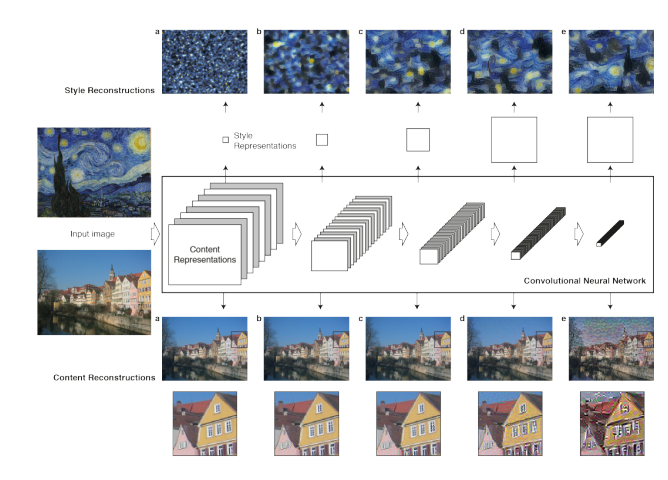 a b c d e
Style Reconstructions
Style
Representations
Input image
Content
Representations
Convolutional Neural Network
a b c d e
Content Reconstructions